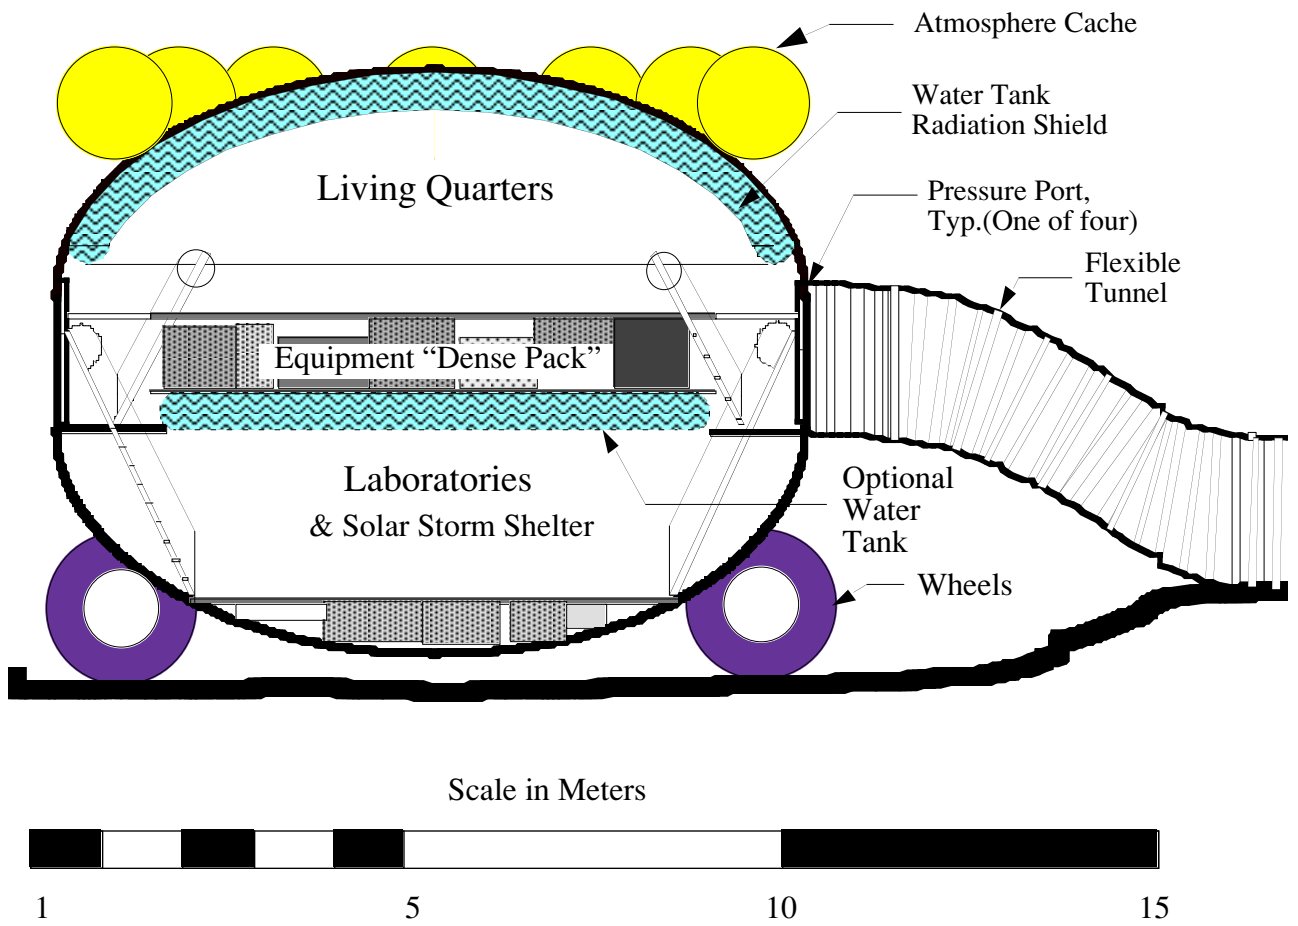 Atmosphere Cache
Water Tank
Radiation Shield
Living Quarters
Pressure Port,
Typ.(One of four)
Flexible
Tunnel
Equipment “Dense Pack”
Laboratories
& Solar Storm Shelter
Optional
Water
Tank
Wheels
Scale in Meters
1 5 10 15